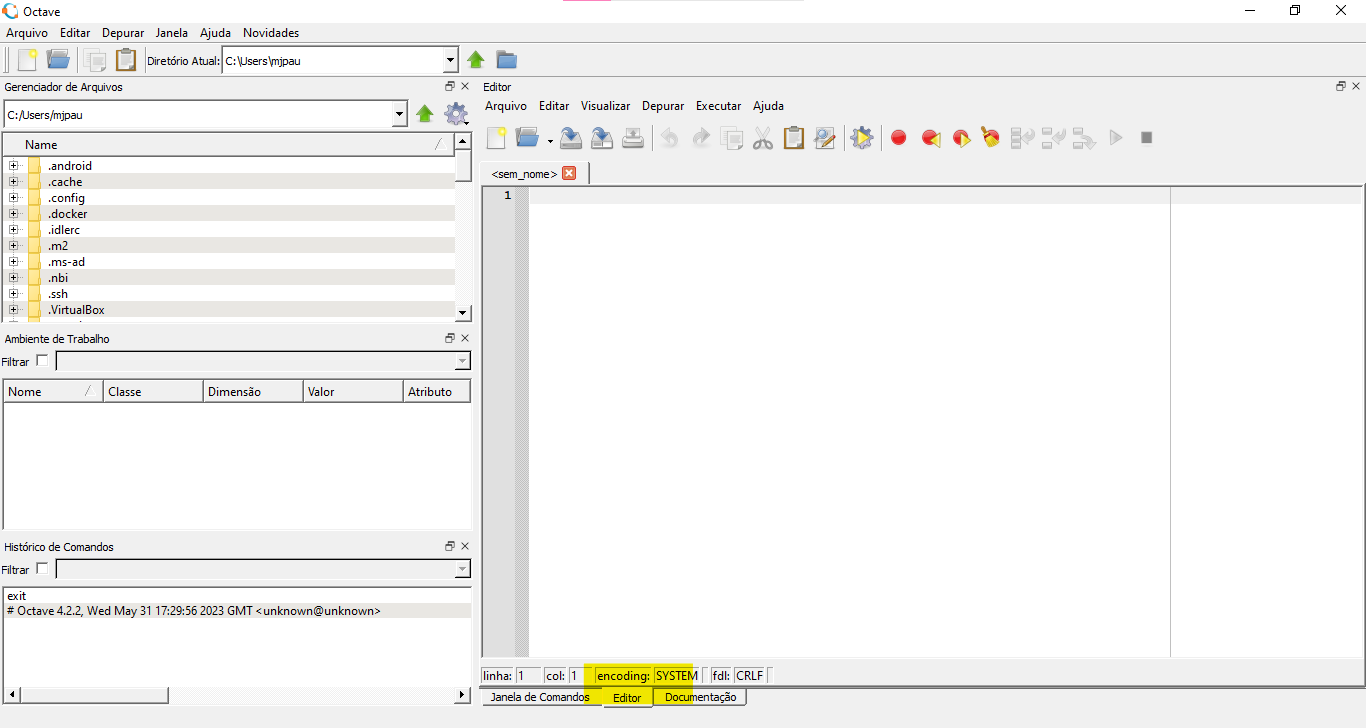 Octave
Arquivo Editar Depurar Janela Ajuda Novidades
Diretório Atual: C:\Users\mjpau
Gerenciador de Arquivos
C:/Users/mjpau
Name
.android
.cache
.config
.docker
.idlerc
.m2
.ms-ad
.nbi
.ssh
.VirtualBox
Ambiente de Trabalho
Filtrar
Nome Classe Dimensão Valor Atributo
Histórico de Comandos
Filtrar
exit
# Octave 4.2.2, Wed May 31 17:29:56 2023 GMT <unknown@unknown>
Editor
Arquivo Editar Visualizar Depurar Executar Ajuda
<sem_nome>
1
linha: 1 col: 1 encoding: SYSTEM fdl: CRLF
Janela de Comandos Editor Documentação